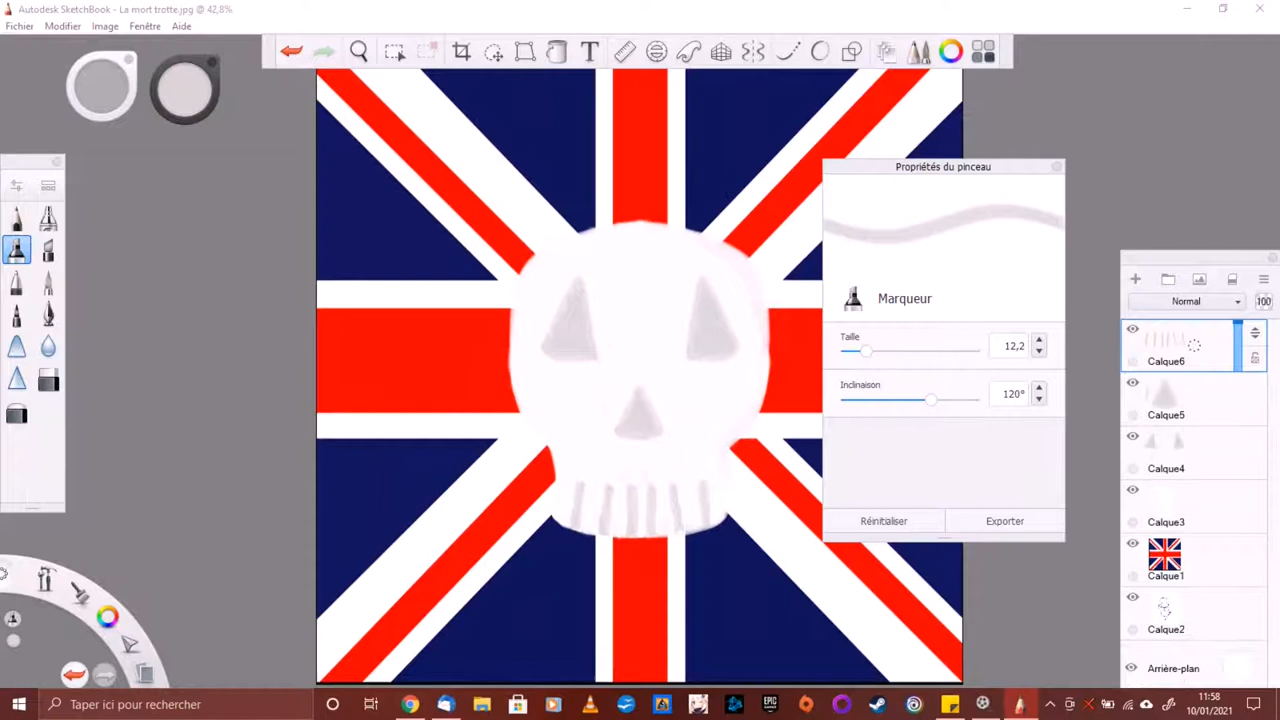 Autodesk SketchBook - La mort trotte.jpg @ 42,8%
Fichier Modifier Image Fenêtre Aide
Propriétés du pinceau
Marqueur
Taille
12,2
Inclinaison
120°
Réinitialiser Exporter
Normal 100
Calque6
Calque5
Calque4
Calque3
Calque1
Calque2
Arrière-plan
Taper ici pour rechercher
11:58
10/01/2021